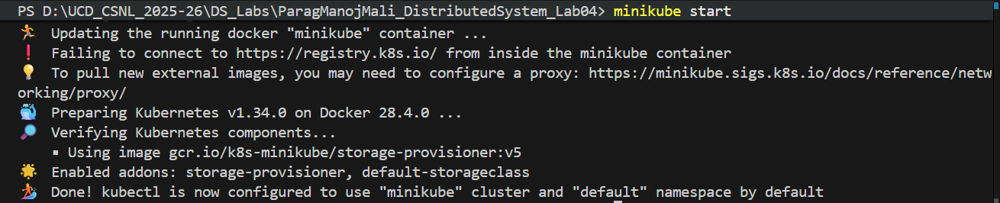 PS D:\UCD_CSNL_2025-26\DS_Labs\ParagManojMali_DistributedSystem_Lab04> minikube start
🏃 Updating the running docker "minikube" container ...
❗ Failing to connect to https://registry.k8s.io/ from inside the minikube container
💡 To pull new external images, you may need to configure a proxy: https://minikube.sigs.k8s.io/docs/reference/netw
orking/proxy/
🐳 Preparing Kubernetes v1.34.0 on Docker 28.4.0 ...
🔎 Verifying Kubernetes components...
▪ Using image gcr.io/k8s-minikube/storage-provisioner:v5
🌟 Enabled addons: storage-provisioner, default-storageclass
🏄 Done! kubectl is now configured to use "minikube" cluster and "default" namespace by default